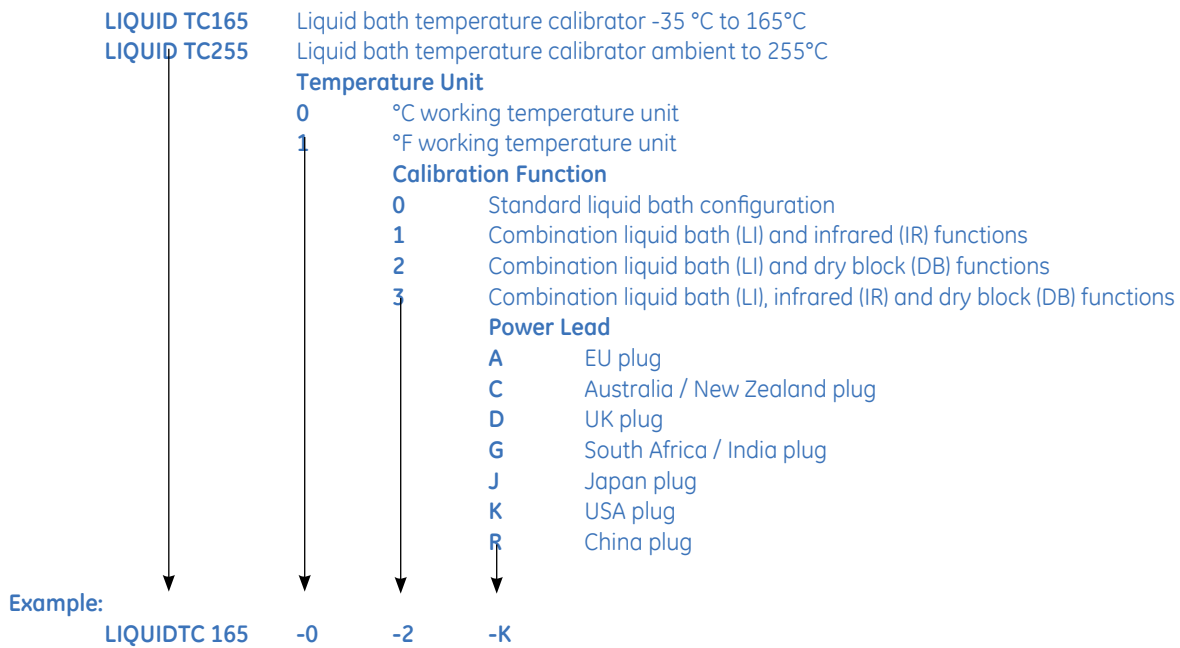 LIQUID TC165 Liquid bath temperature calibrator -35 °C to 165°C
LIQUID TC255 Liquid bath temperature calibrator ambient to 255°C
Temperature Unit
0 °C working temperature unit
1 °F working temperature unit
Calibration Function
0 Standard liquid bath configuration
1 Combination liquid bath (LI) and infrared (IR) functions
2 Combination liquid bath (LI) and dry block (DB) functions
3 Combination liquid bath (LI), infrared (IR) and dry block (DB) functions
Power Lead
A EU plug
C Australia / New Zealand plug
D UK plug
G South Africa / India plug
J Japan plug
K USA plug
R China plug
Example:
LIQUIDTC 165 -0 -2 -K